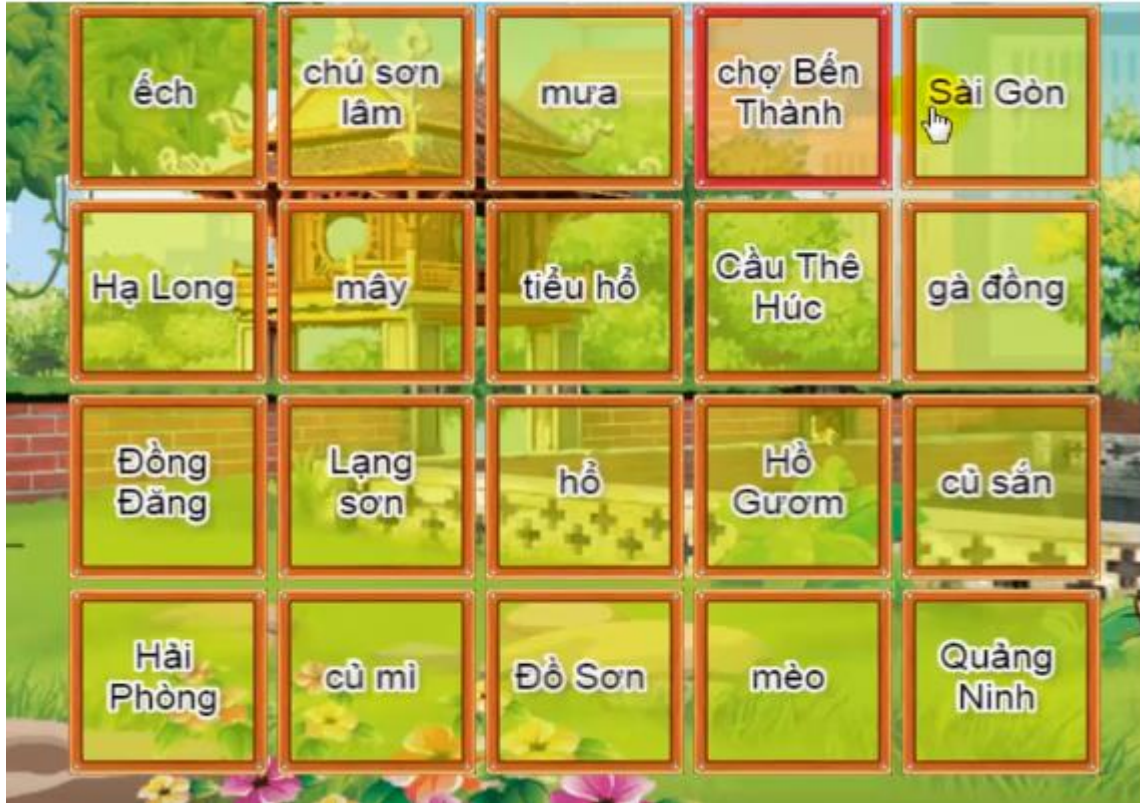 ếch
chú sơn
lâm
mưa
chợ Bến
Thành
Sài Gòn
Hạ Long
mây
tiểu hổ
Cầu Thê
Húc
gà đồng
Đồng
Đăng
Lạng
sơn
hổ
Hồ
Gươm
củ sắn
Hải
Phòng
củ mì
Đồ Sơn
mèo
Quảng
Ninh